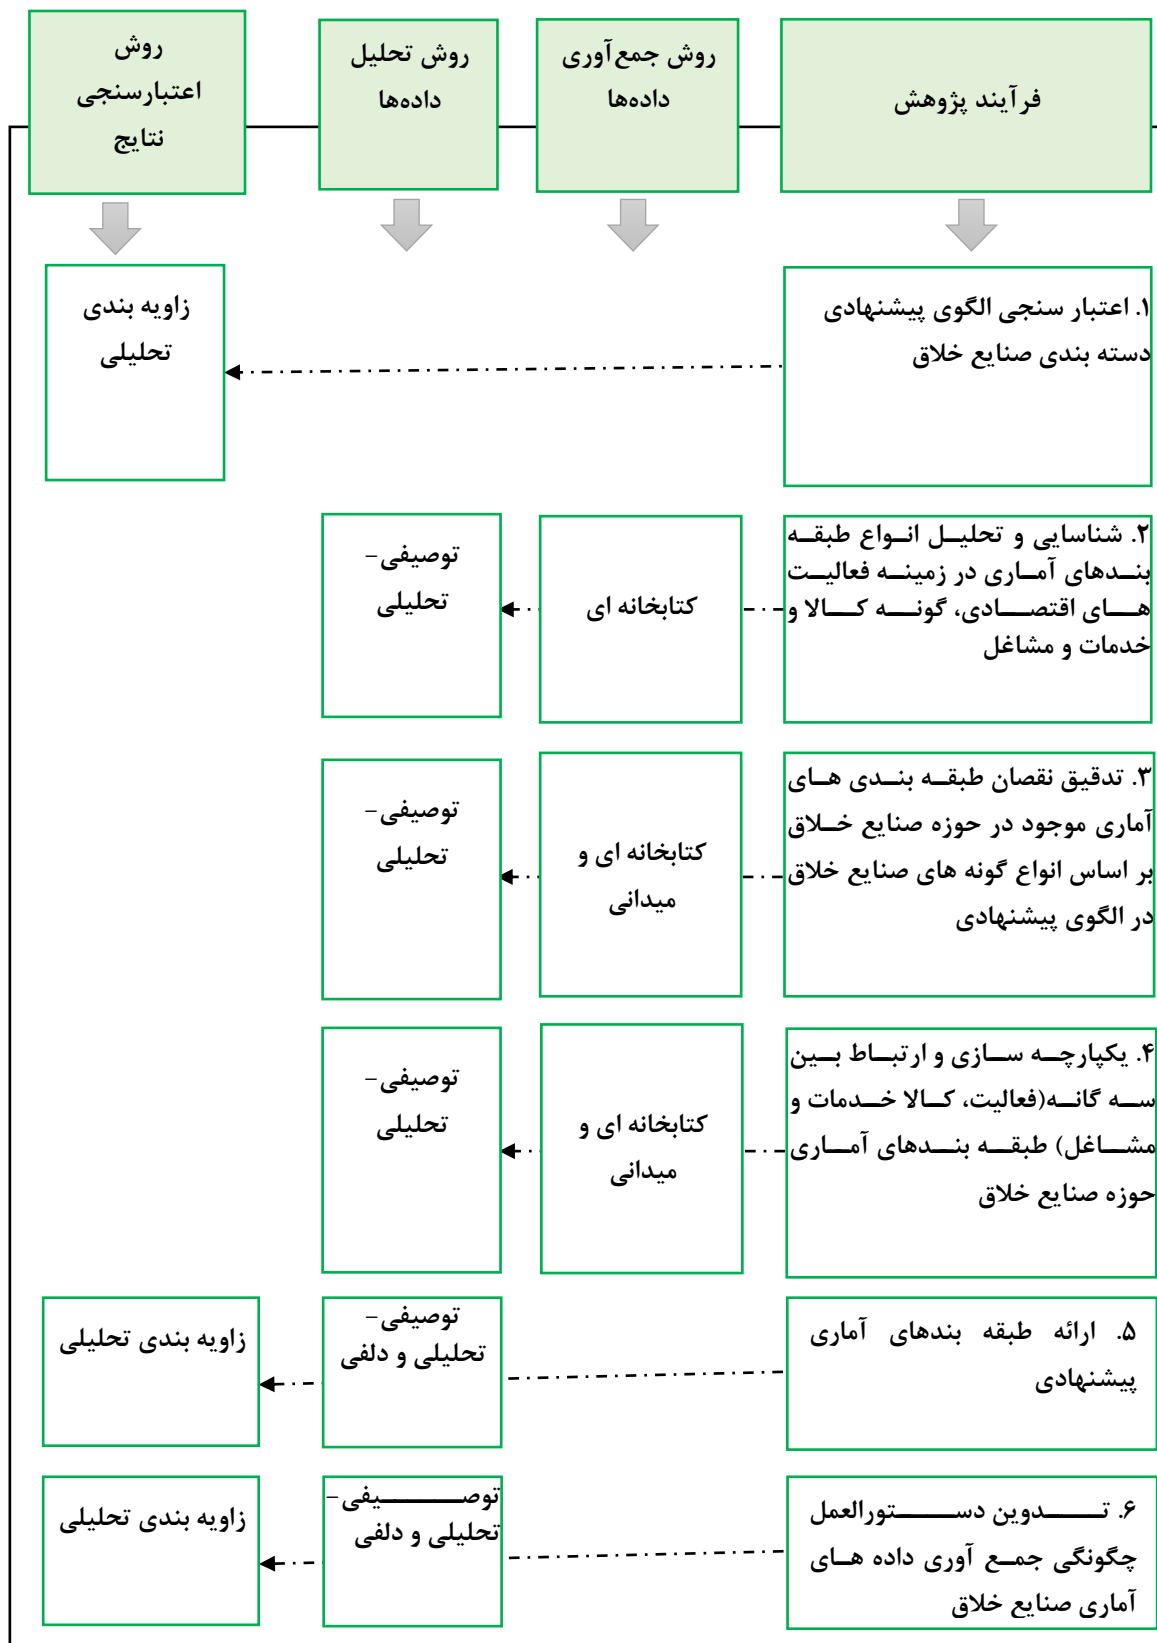 فرآیند پژوهش
روش جمع‌آوری
داده‌ها
روش تحلیل
داده‌ها
روش
اعتبارسنجی
نتایج
۱. اعتبار سنجی الگوی پیشنهادی
دسته بندی صنایع خلاق
زاویه بندی
تحلیلی
۲. شناسایی و تحلیل انواع طبقه
بندهای آماری در زمینه فعالیت
های اقتصادی، گونه کالا و
خدمات و مشاغل
کتابخانه ای
توصیفی-
تحلیلی
۳. تدقیق نقصان طبقه بندی های
آماری موجود در حوزه صنایع خلاق
بر اساس انواع گونه های صنایع خلاق
در الگوی پیشنهادی
کتابخانه ای و
میدانی
توصیفی-
تحلیلی
۴. یکپارچه سازی و ارتباط بین
سه گانه(فعالیت، کالا خدمات و
مشاغل) طبقه بندهای آماری
حوزه صنایع خلاق
کتابخانه ای و
میدانی
توصیفی-
تحلیلی
۵. ارائه طبقه بندهای آماری
پیشنهادی
توصیفی-
تحلیلی و دلفی
زاویه بندی تحلیلی
۶. تدوین دستورالعمل
چگونگی جمع آوری داده های
آماری صنایع خلاق
توصیفی-
تحلیلی و دلفی
زاویه بندی تحلیلی